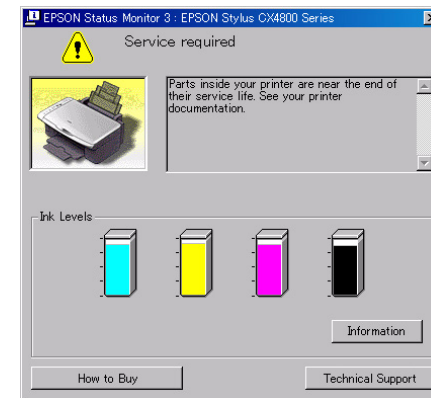 EPSON Status Monitor 3 : EPSON Stylus CX4800 Series
Service required
Parts inside your printer are near the end of
their service life. See your printer
documentation.
Ink Levels
Information
How to Buy
Technical Support